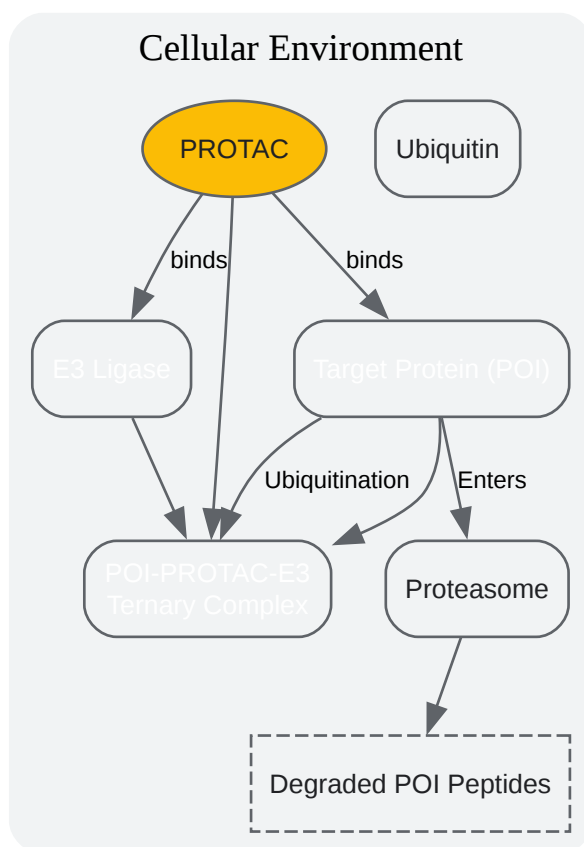 Cellular Environment
PROTAC
Ubiquitin
binds
binds
E3 Ligase
Target Protein (POI)
Ubiquitination
Enters
POI-PROTAC-E3
Ternary Complex
Proteasome
Degraded POI Peptides